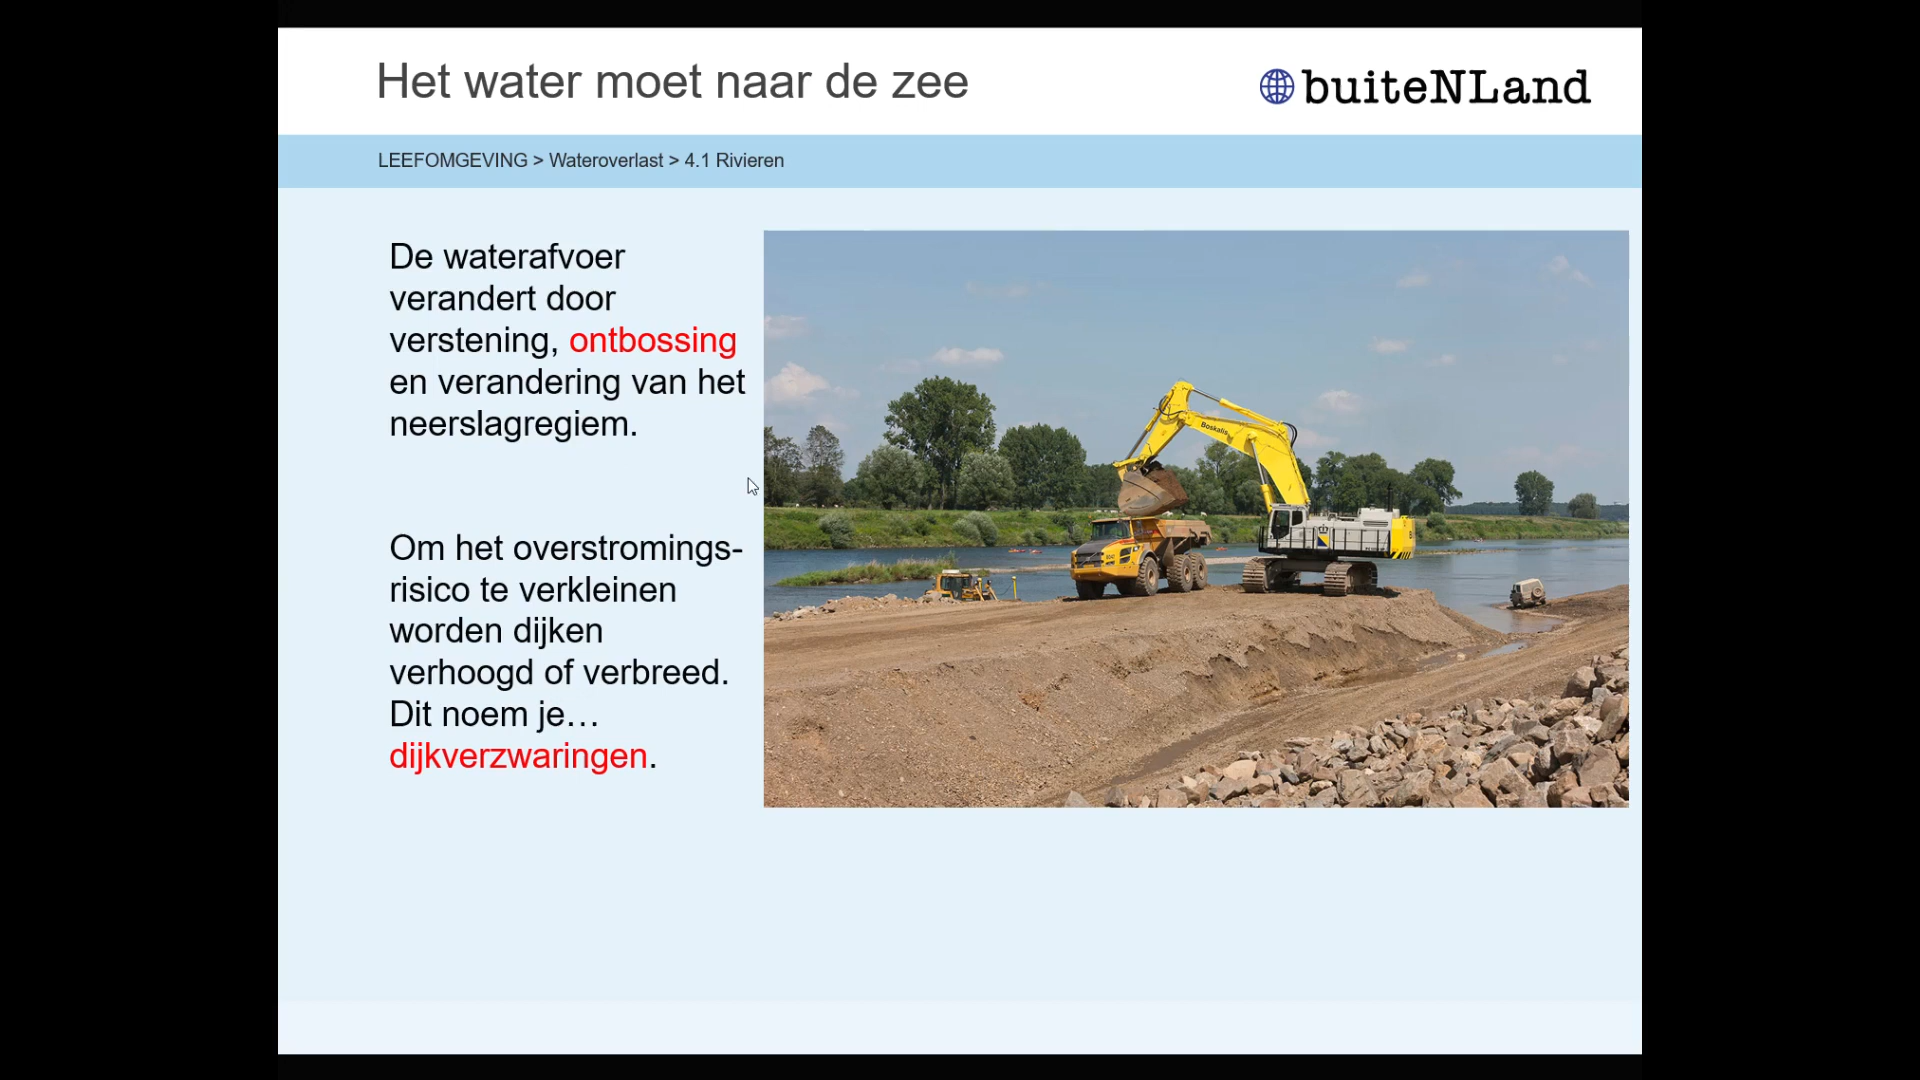 Het water moet naar de zee
buiteNLand
LEEFOMGEVING > Wateroverlast > 4.1 Rivieren
De waterafvoer
verandert door
verstening, ontbossing
en verandering van het
neerslagregiem.
Om het overstromings-
risico te verkleinen
worden dijken
verhoogd of verbreed.
Dit noem je…
dijkverzwaringen.
Boskalis